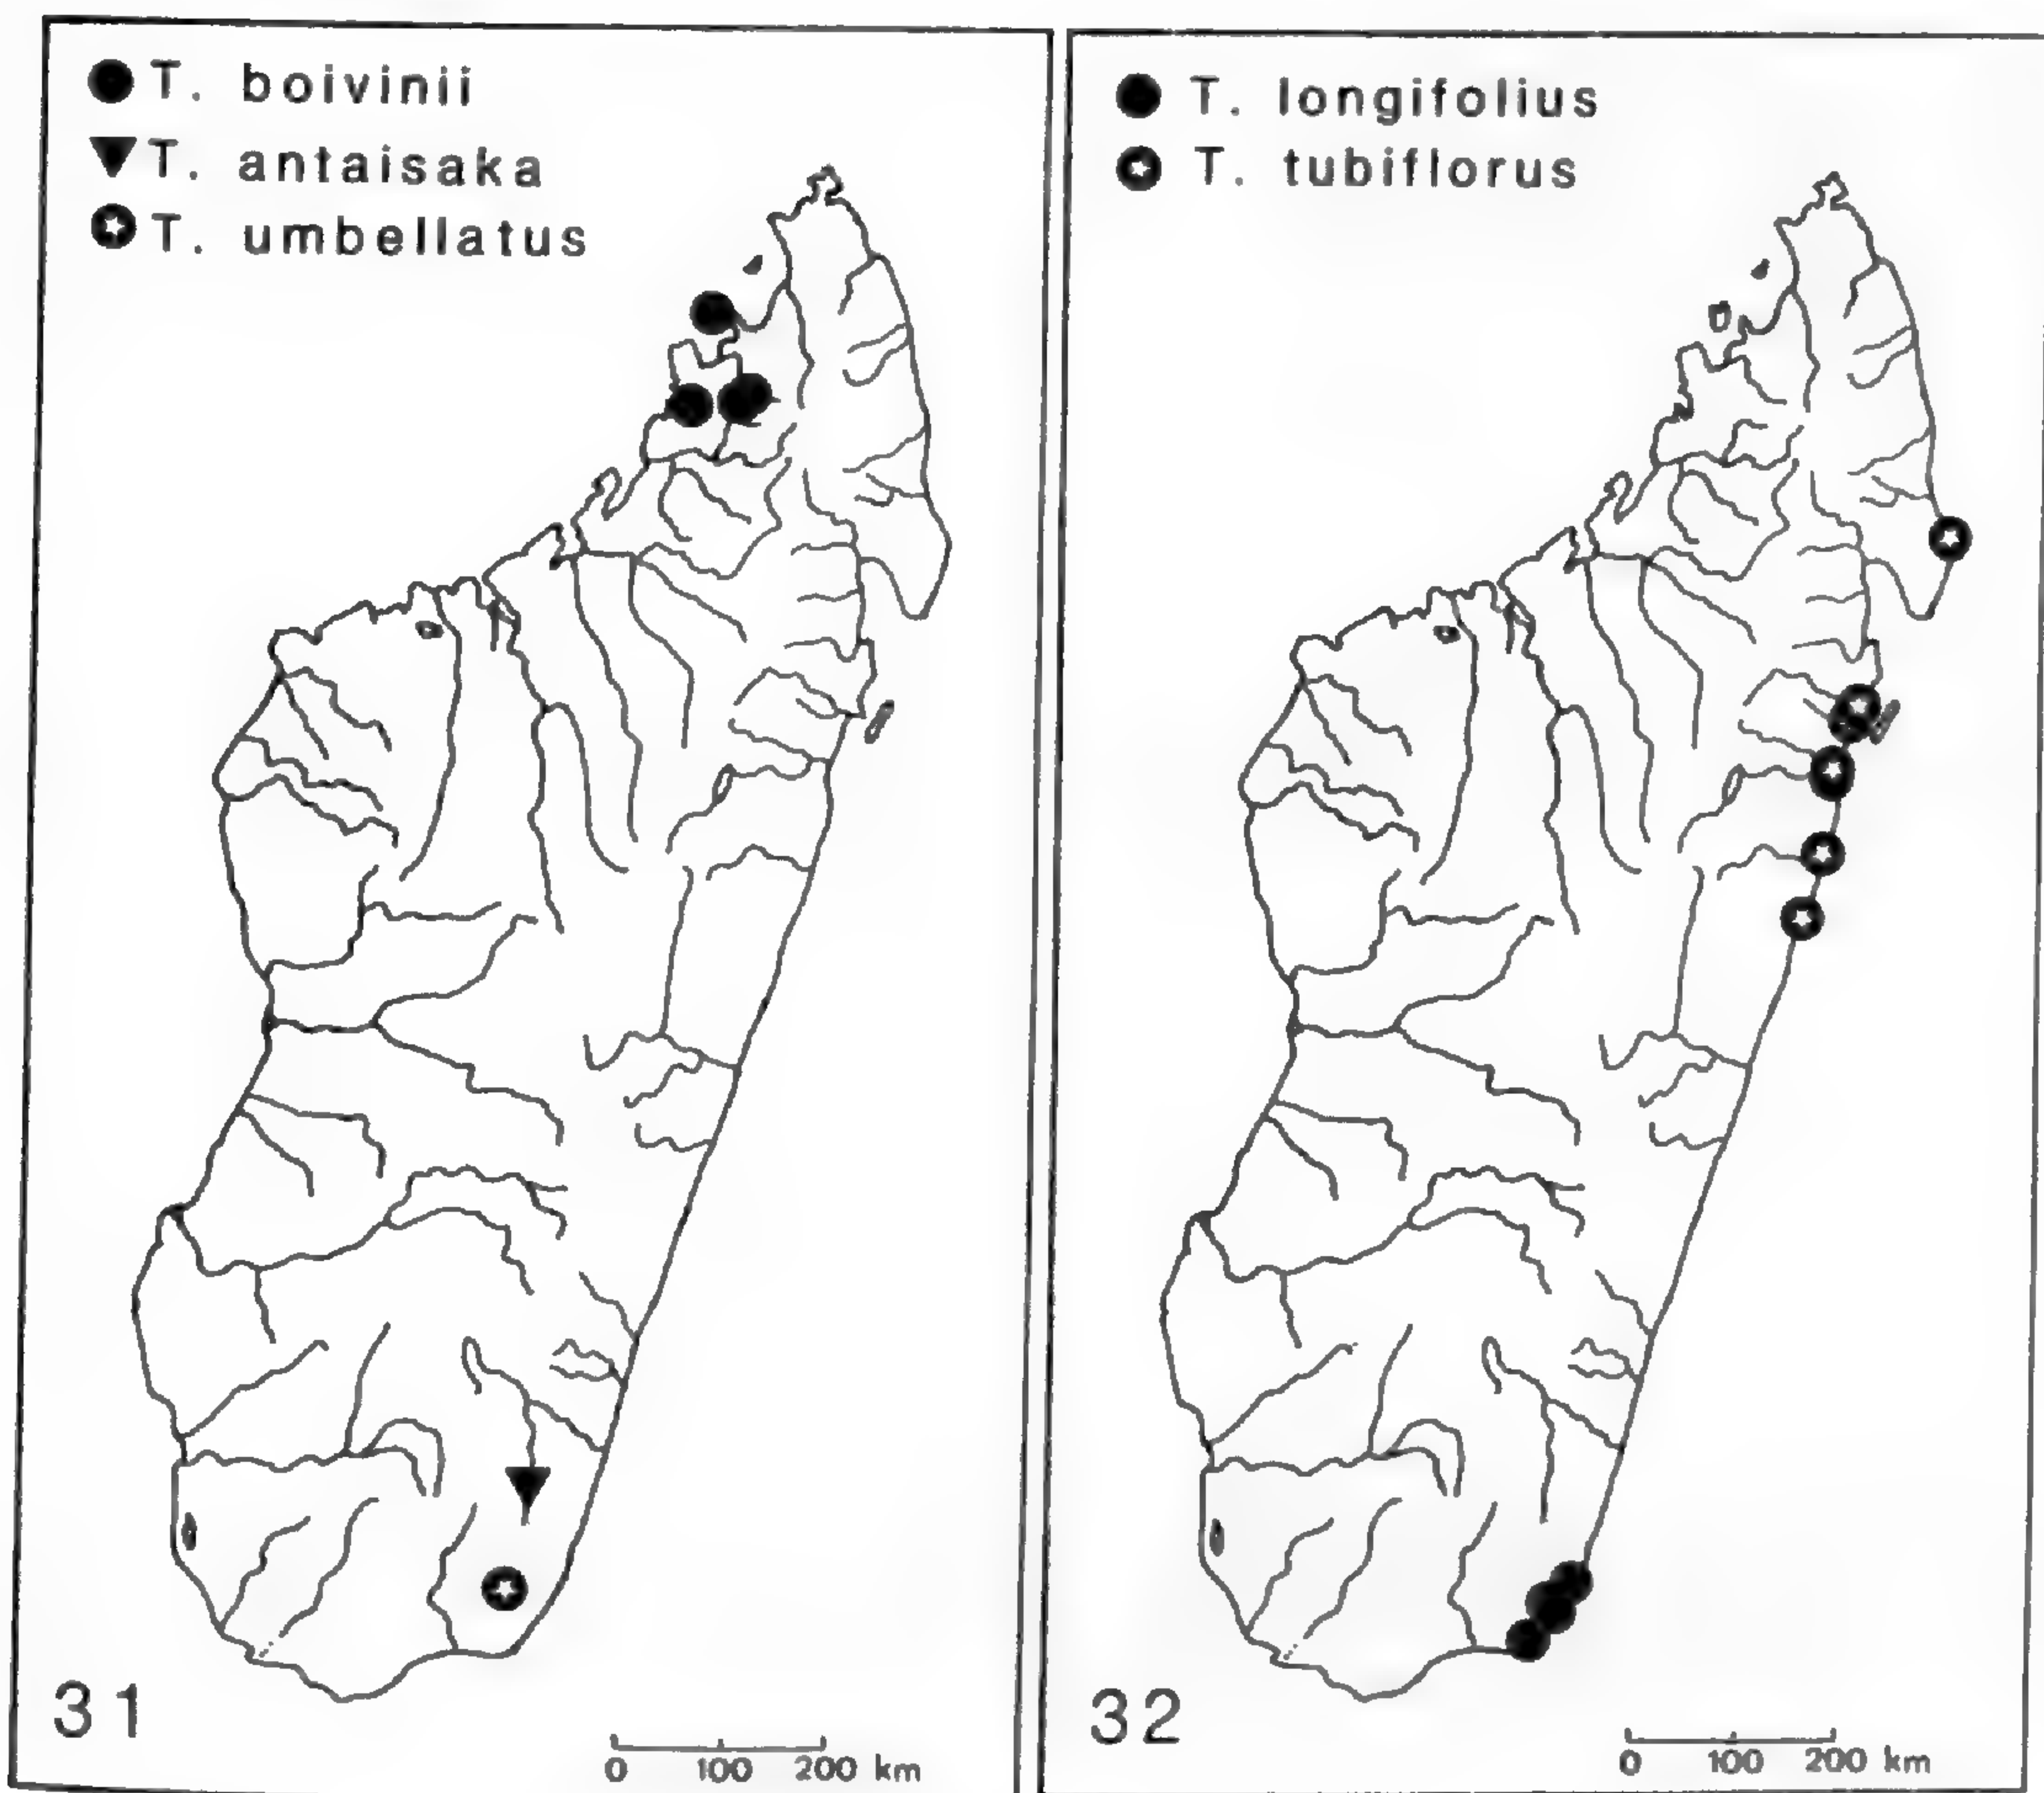 T. boivinii
T. antaisaka
T. umbellatus
31
0 100 200 km
T. longifolius
T. tubiflorus
32
0 100 200 km